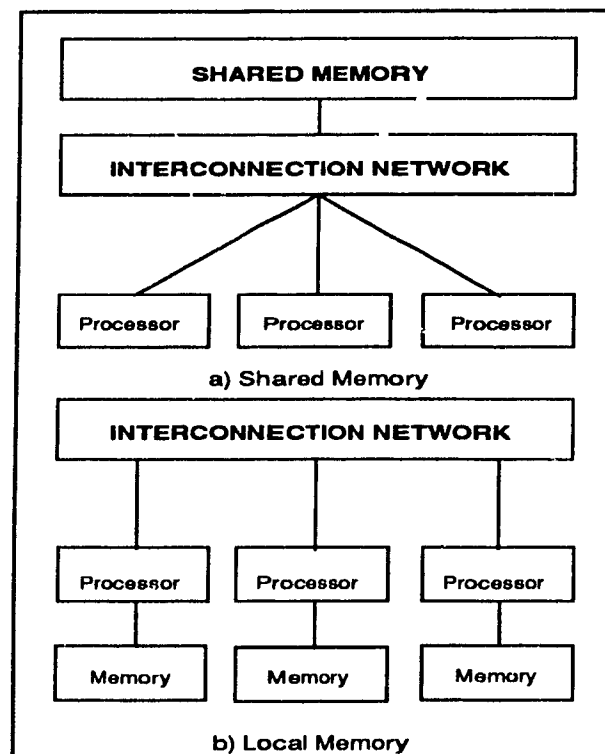 SHARED MEMORY
INTERCONNECTION NETWORK
Processor Processor Processor
a) Shared Memory
INTERCONNECTION NETWORK
Processor Processor Processor
Memory Memory Memory
b) Local Memory